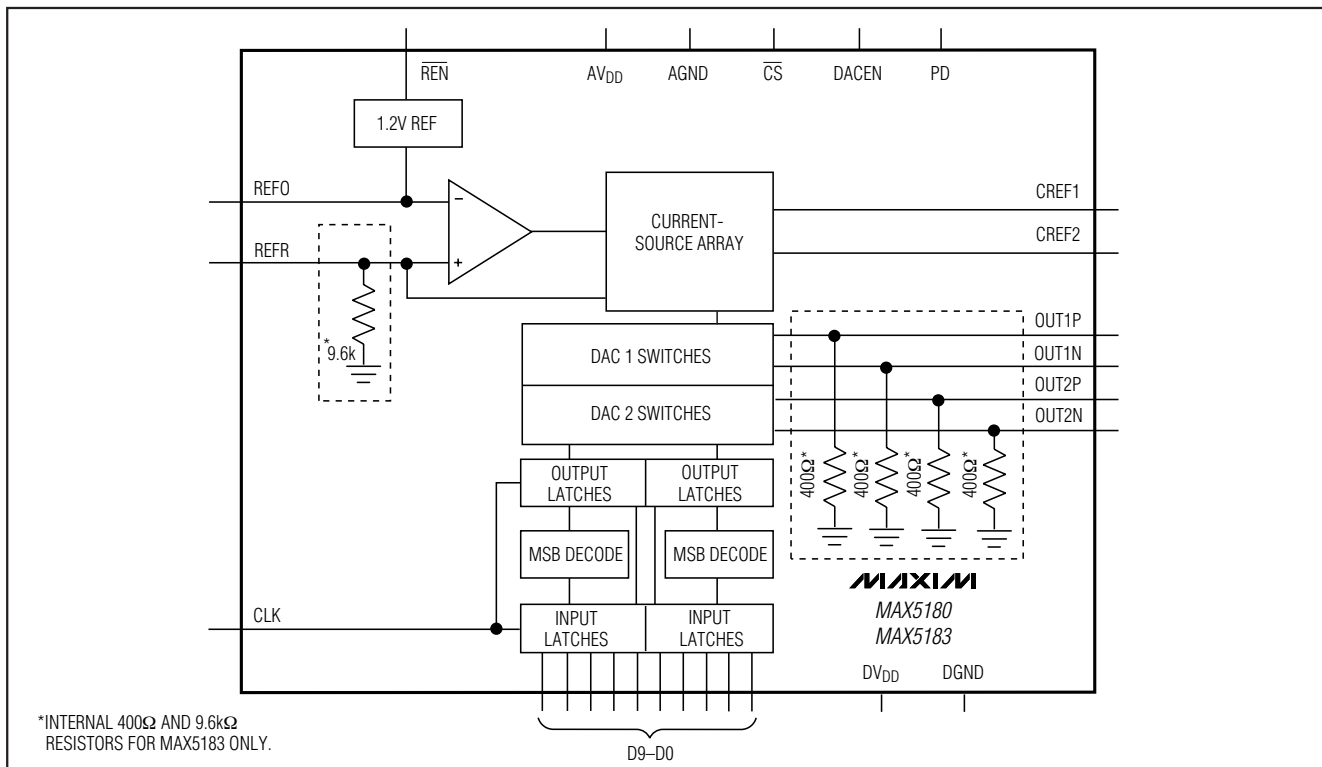 REN AVDD AGND CS DACEN PD
1.2V REF
REFO
REFR
*
9.6k
−
+
CURRENT-
SOURCE ARRAY
CREF1
CREF2
DAC 1 SWITCHES
DAC 2 SWITCHES
OUT1P
OUT1N
OUT2P
OUT2N
400Ω* 400Ω* 400Ω* 400Ω*
OUTPUT
LATCHES
OUTPUT
LATCHES
MSB DECODE
MSB DECODE
CLK
INPUT
LATCHES
INPUT
LATCHES
MAXIM
MAX5180
MAX5183
DVDD DGND
D9–D0
*INTERNAL 400Ω AND 9.6kΩ
RESISTORS FOR MAX5183 ONLY.